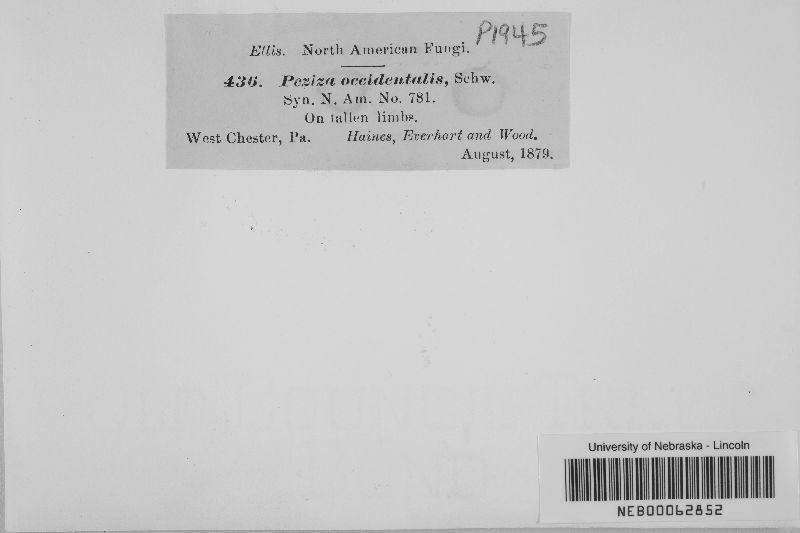 P1945
Ellis. North American Fungi.
436. Peziza occidentalis, Schw.
Syn. N. Am. No. 781.
On fallen limbs.
West Chester, Pa. Haines, Everhart and Wood.
August, 1879.
University of Nebraska - Lincoln
NEB00062852